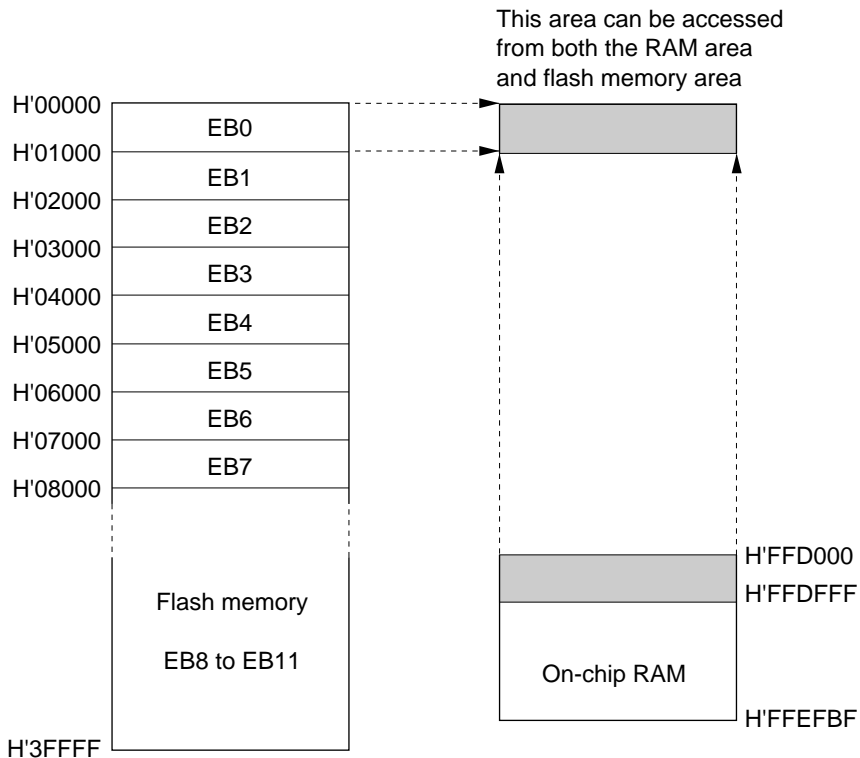 This area can be accessed
from both the RAM area
and flash memory area
H'00000
EB0
H'01000
EB1
H'02000
EB2
H'03000
EB3
H'04000
EB4
H'05000
EB5
H'06000
EB6
H'07000
EB7
H'08000
Flash memory
EB8 to EB11
H'3FFFF
H'FFD000
H'FFDFFF
On-chip RAM
H'FFEFBF